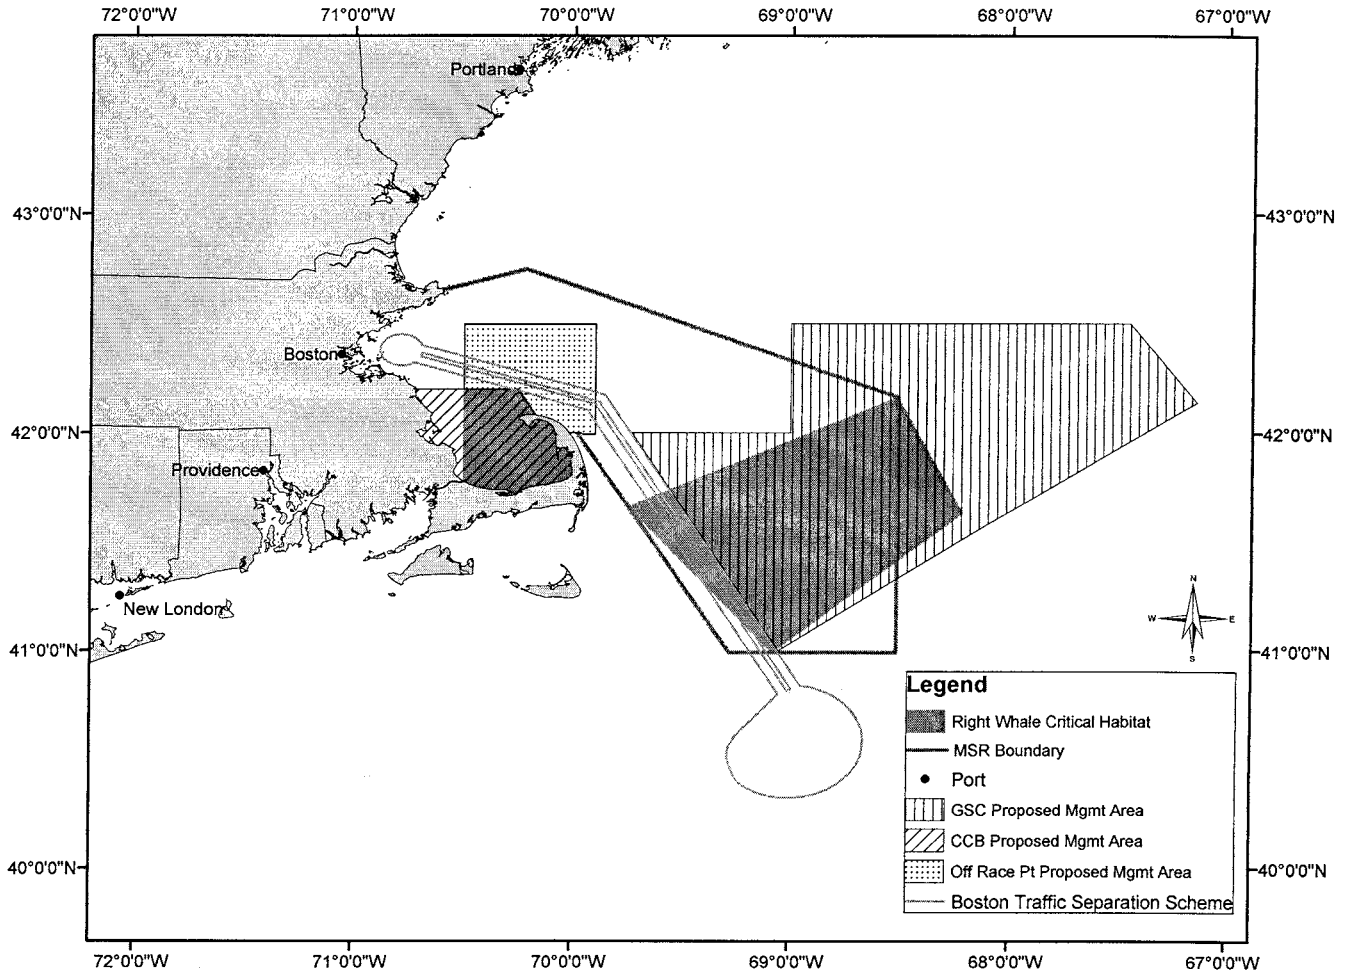 72°0'0"W 71°0'0"W 70°0'0"W 69°0'0"W 68°0'0"W 67°0'0"W
Portland
43°0'0"N 43°0'0"N
Boston
42°0'0"N 42°0'0"N
Providence
New London
N
W E
S
41°0'0"N 41°0'0"N
Legend
Right Whale Critical Habitat
MSR Boundary
Port
GSC Proposed Mgmt Area
CCB Proposed Mgmt Area
40°0'0"N 40°0'0"N
Off Race Pt Proposed Mgmt Area
Boston Traffic Separation Scheme
72°0'0"W 71°0'0"W 70°0'0"W 69°0'0"W 68°0'0"W 67°0'0"W